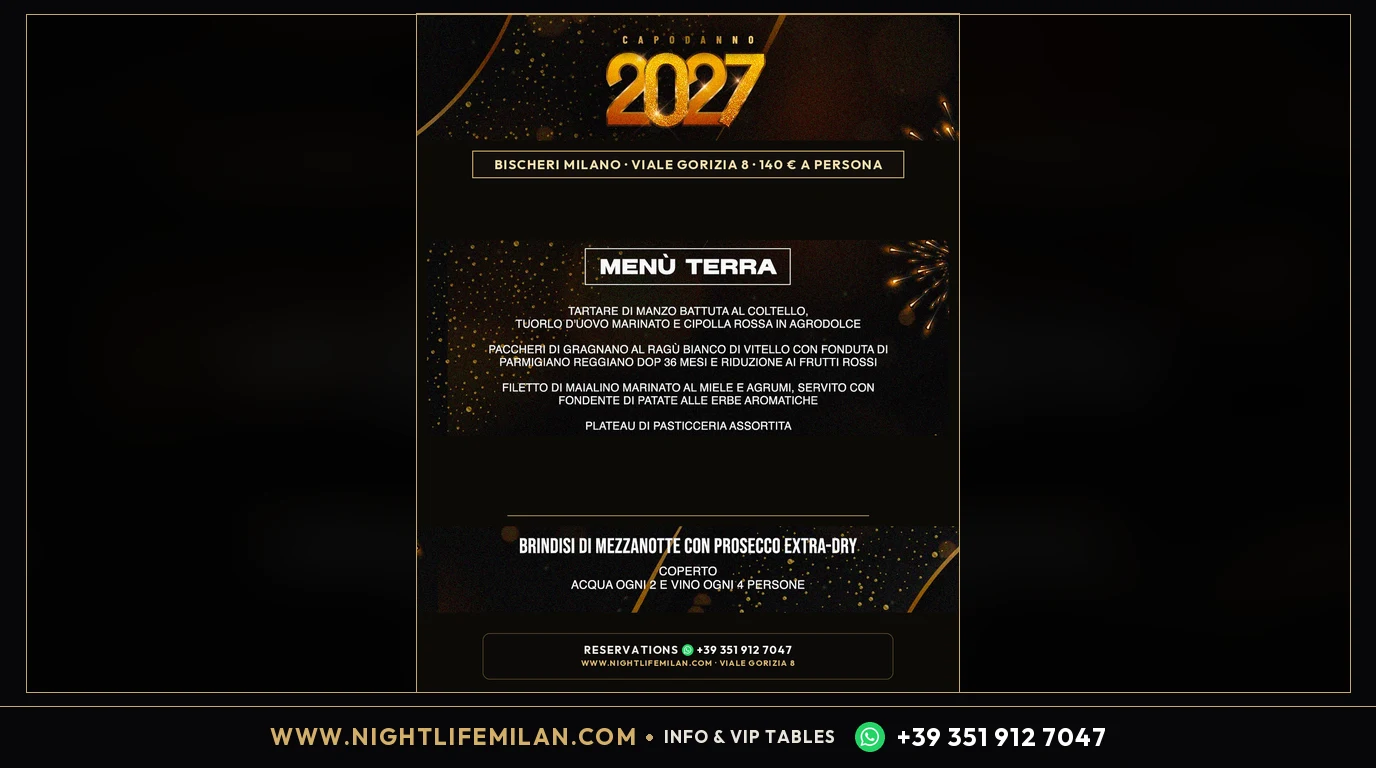 CAPODANNO
2027
BISCHERI MILANO · VIALE GORIZIA 8 · 140 € A PERSONA
MENÙ TERRA
TARTARE DI MANZO BATTUTA AL COLTELLO,
TUORLO D'UOVO MARINATO E CIPOLLA ROSSA IN AGRODOLCE
PACCHERI DI GRAGNANO AL RAGÙ BIANCO DI VITELLO CON FONDUTA DI
PARMIGIANO REGGIANO DOP 36 MESI E RIDUZIONE AI FRUTTI ROSSI
FILETTO DI MAIALINO MARINATO AL MIELE E AGRUMI, SERVITO CON
FONDENTE DI PATATE ALLE ERBE AROMATICHE
PLATEAU DI PASTICCERIA ASSORTITA
BRINDISI DI MEZZANOTTE CON PROSECCO EXTRA-DRY
COPERTO
ACQUA OGNI 2 E VINO OGNI 4 PERSONE
RESERVATIONS +39 351 912 7047
WWW.NIGHTLIFEMILAN.COM · VIALE GORIZIA 8
WWW.NIGHTLIFEMILAN.COM • INFO & VIP TABLES +39 351 912 7047